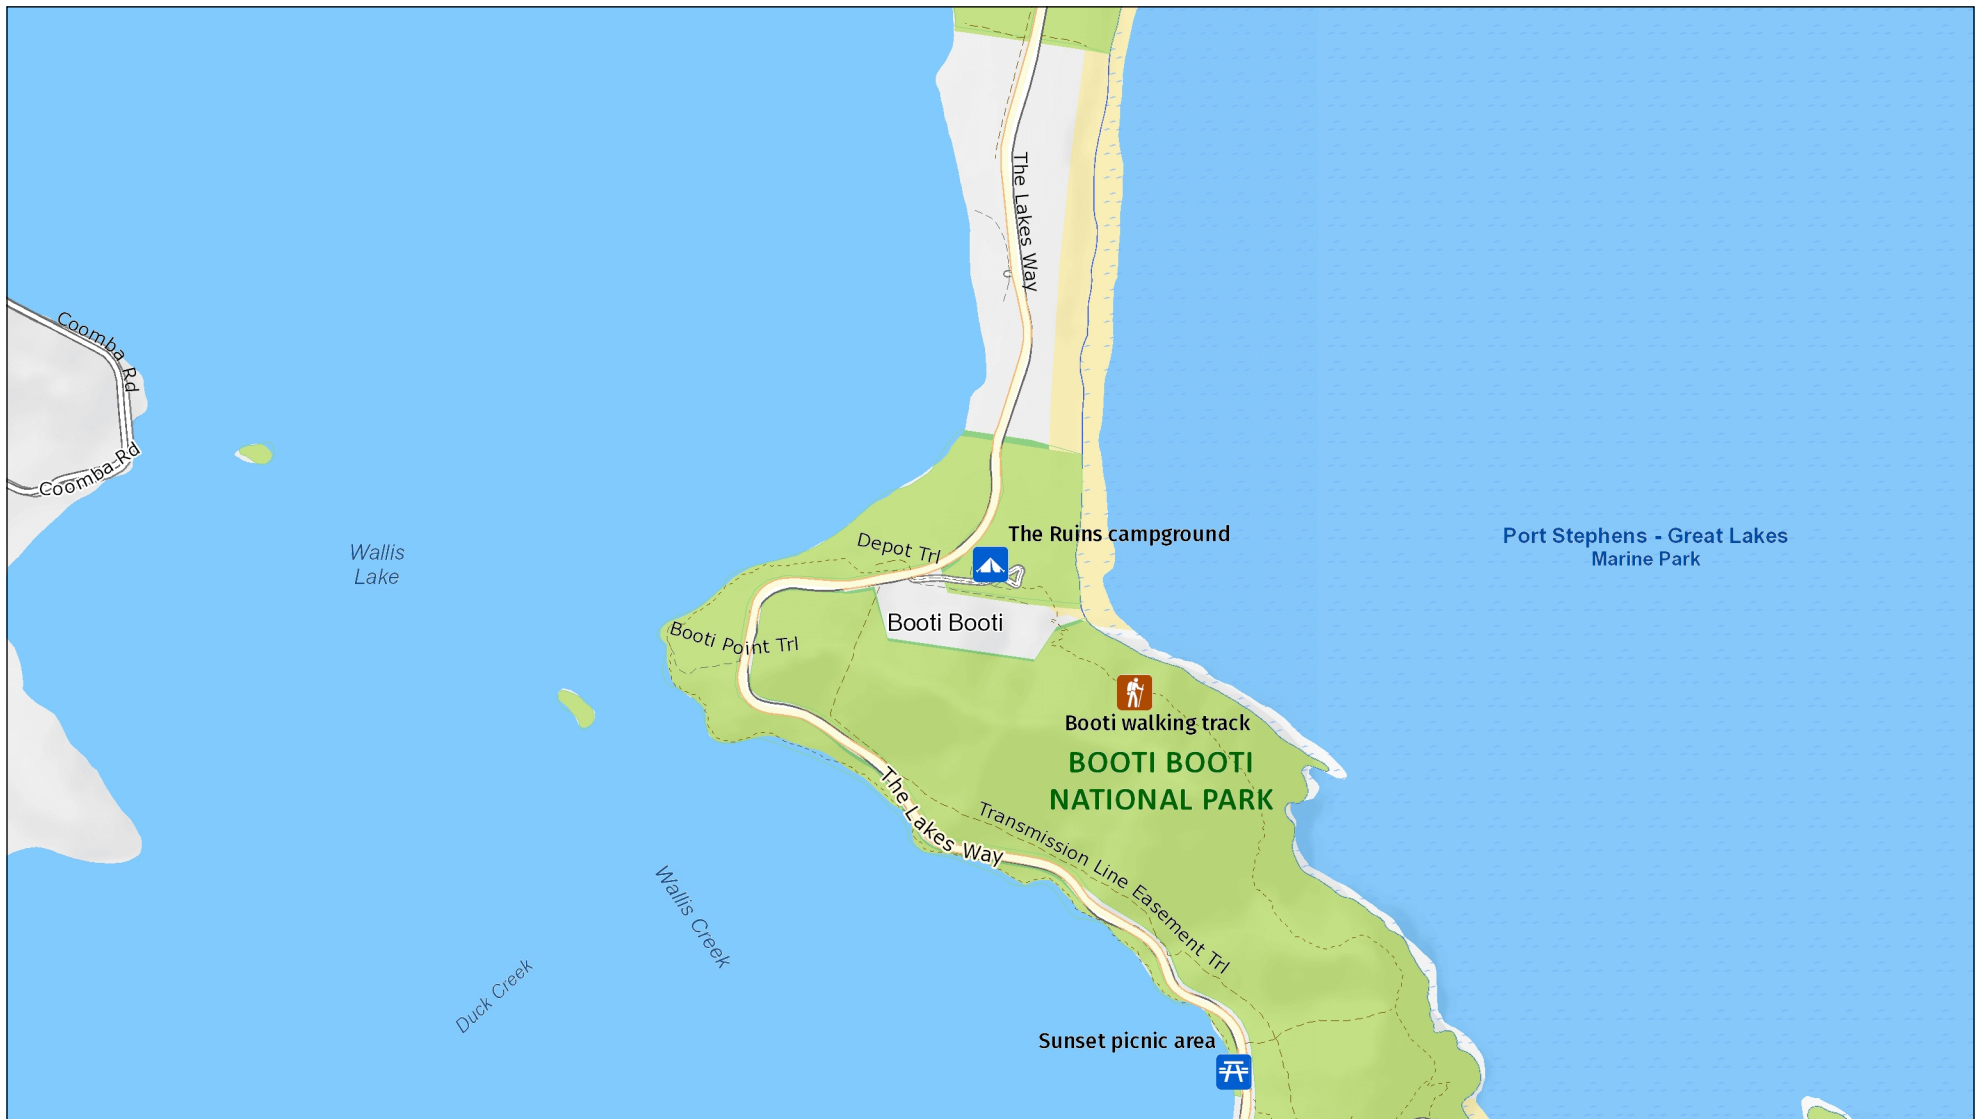 The Lakes Way
Coomba Rd
Coomba Rd
Wallis
Lake
The Ruins campground
Port Stephens - Great Lakes
Marine Park
Depot Trl
Booti Booti
Booti Point Trl
Booti walking track
BOOTI BOOTI
NATIONAL PARK
The Lakes Way
Transmission Line Easement Trl
Wallis Creek
Duck Creek
Sunset picnic area